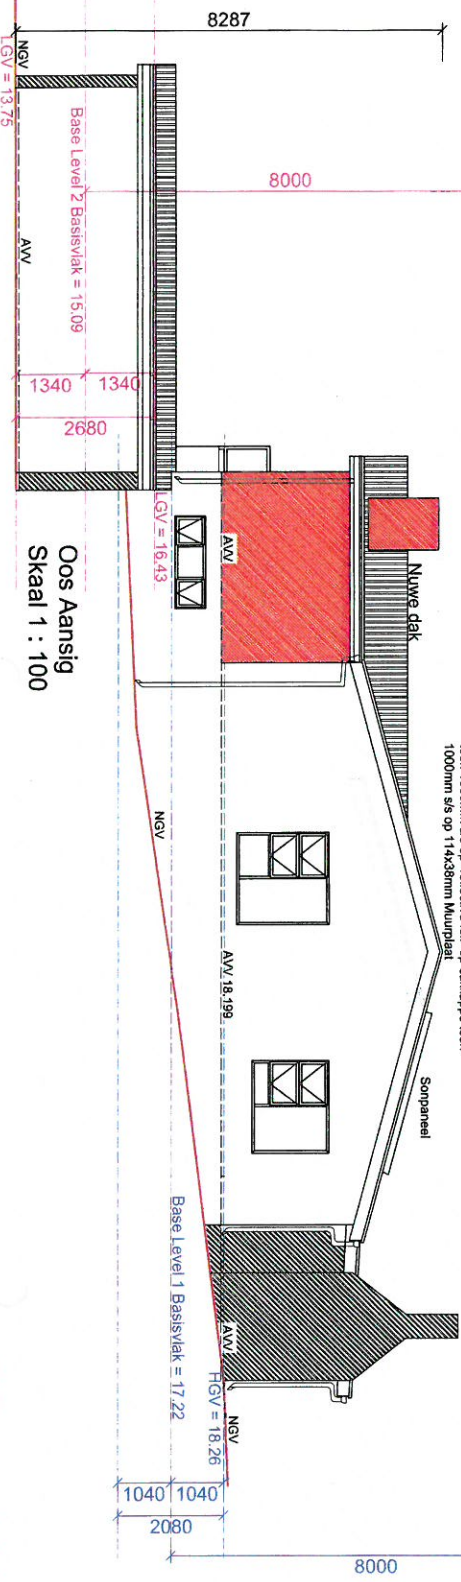 8287
NGV
LGV = 13.75
Base Level 2 Basisvlak = 15.09
8000
AVV
1340
1340
2680
LGV = 16.43
AVV
Nuwe dak
1000mm s/s op 114x38mm Muurplaat
Oos Aansig
Skaal 1 : 100
NGV
AVV 18.199
Sonpaneel
Base Level 1 Basisvlak = 17.22
AVV
HGV = 18.26
NGV
1040
1040
2080
8000